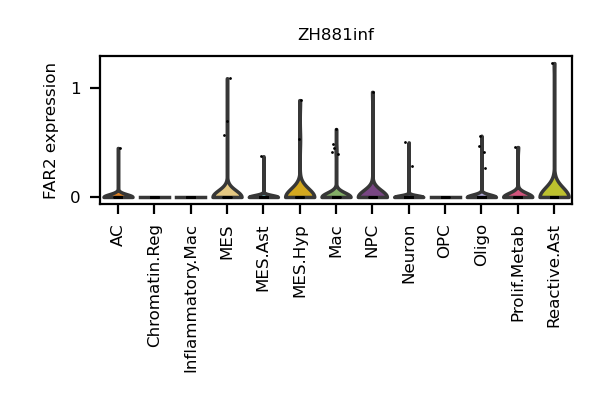 ZH881inf
FAR2 expression
1
0
AC
Chromatin.Reg
Inflammatory.Mac
MES
MES.Ast
MES.Hyp
Mac
NPC
Neuron
OPC
Oligo
Prolif.Metab
Reactive.Ast